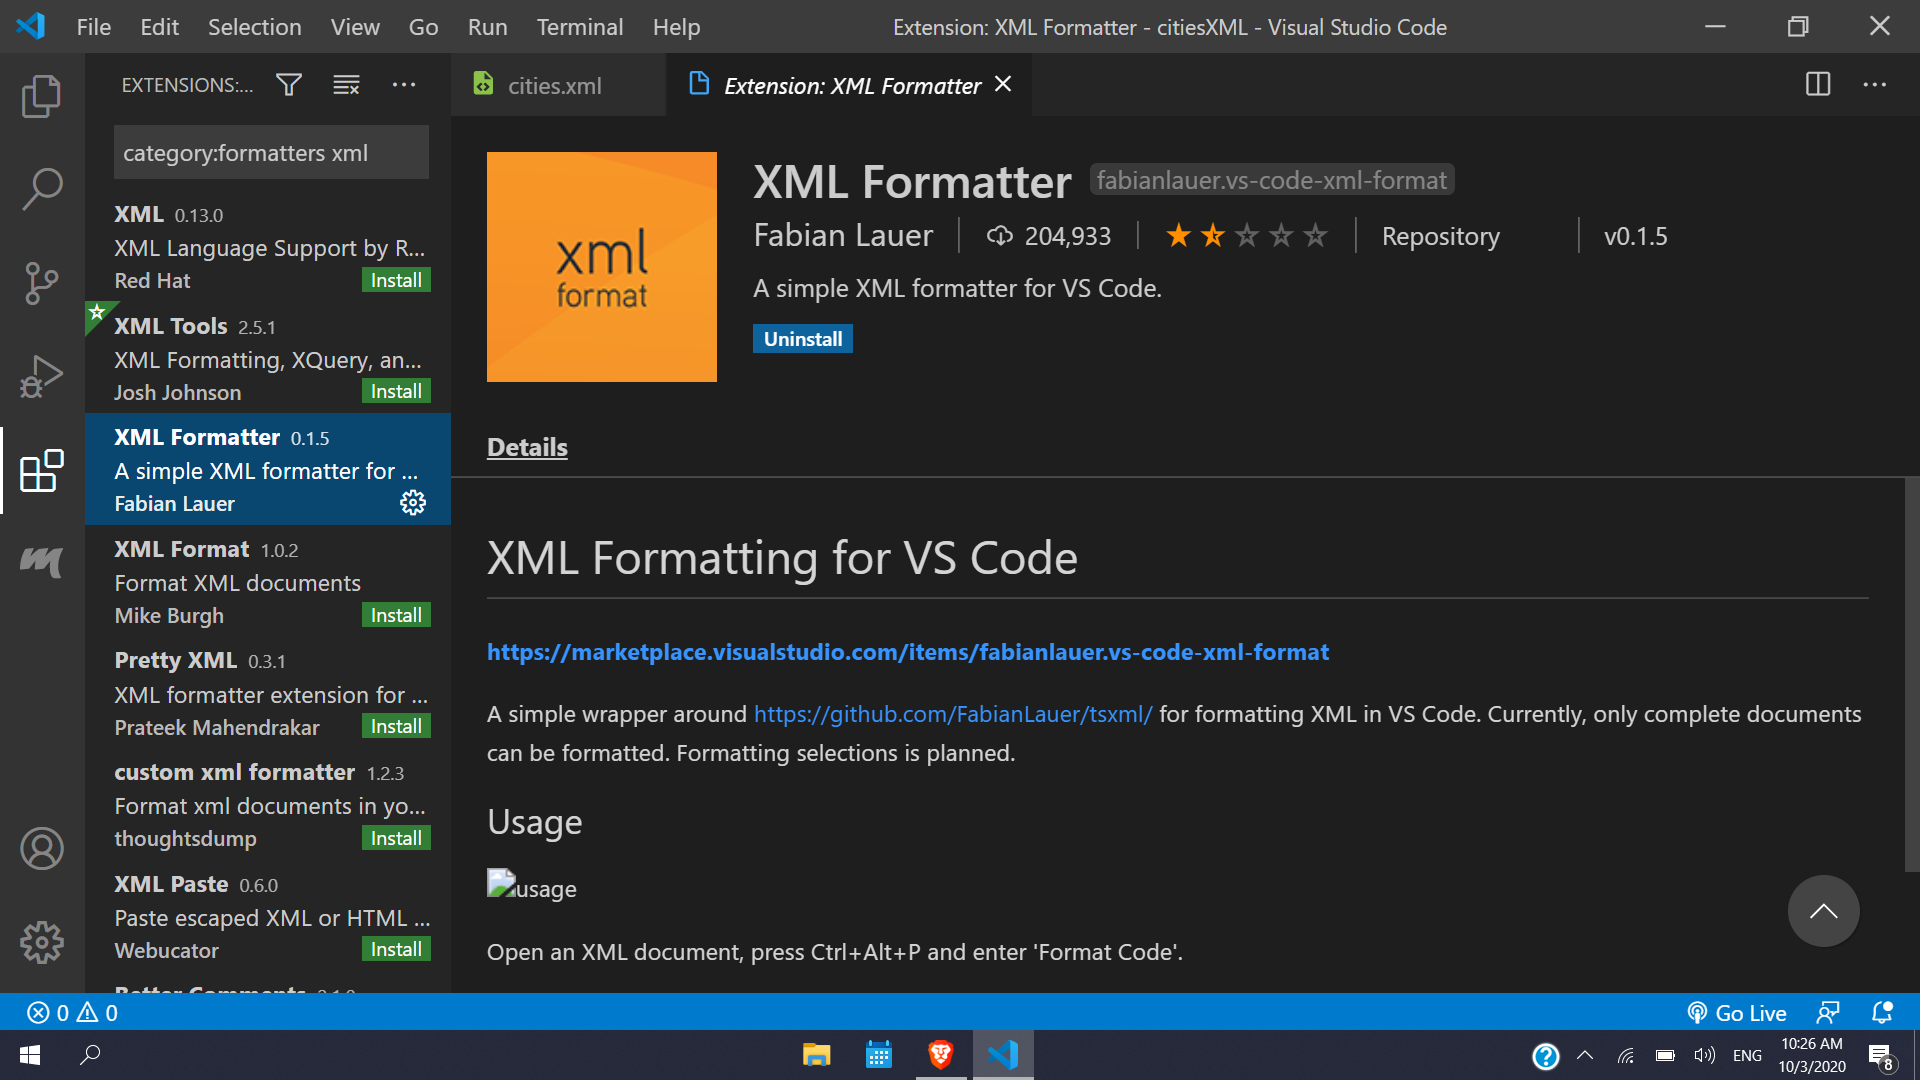 File Edit Selection View Go Run Terminal Help
Extension: XML Formatter - citiesXML - Visual Studio Code
EXTENSIONS:...
category:formatters xml
XML 0.13.0
XML Language Support by R...
Red Hat Install
XML Tools 2.5.1
XML Formatting, XQuery, an...
Josh Johnson Install
XML Formatter 0.1.5
A simple XML formatter for ...
Fabian Lauer
XML Format 1.0.2
Format XML documents
Mike Burgh Install
Pretty XML 0.3.1
XML formatter extension for ...
Prateek Mahendrakar Install
custom xml formatter 1.2.3
Format xml documents in yo...
thoughtsdump Install
XML Paste 0.6.0
Paste escaped XML or HTML ...
Webucator Install
Better Comments
cities.xml
Extension: XML Formatter
xml
format
XML Formatter fabianlauer.vs-code-xml-format
Fabian Lauer 204,933 Repository v0.1.5
A simple XML formatter for VS Code.
Uninstall
Details
XML Formatting for VS Code
https://marketplace.visualstudio.com/items/fabianlauer.vs-code-xml-format
A simple wrapper around https://github.com/FabianLauer/tsxml/ for formatting XML in VS Code. Currently, only complete documents
can be formatted. Formatting selections is planned.
Usage
usage
Open an XML document, press Ctrl+Alt+P and enter 'Format Code'.
0 0
Go Live
ENG
10:26 AM
10/3/2020
8